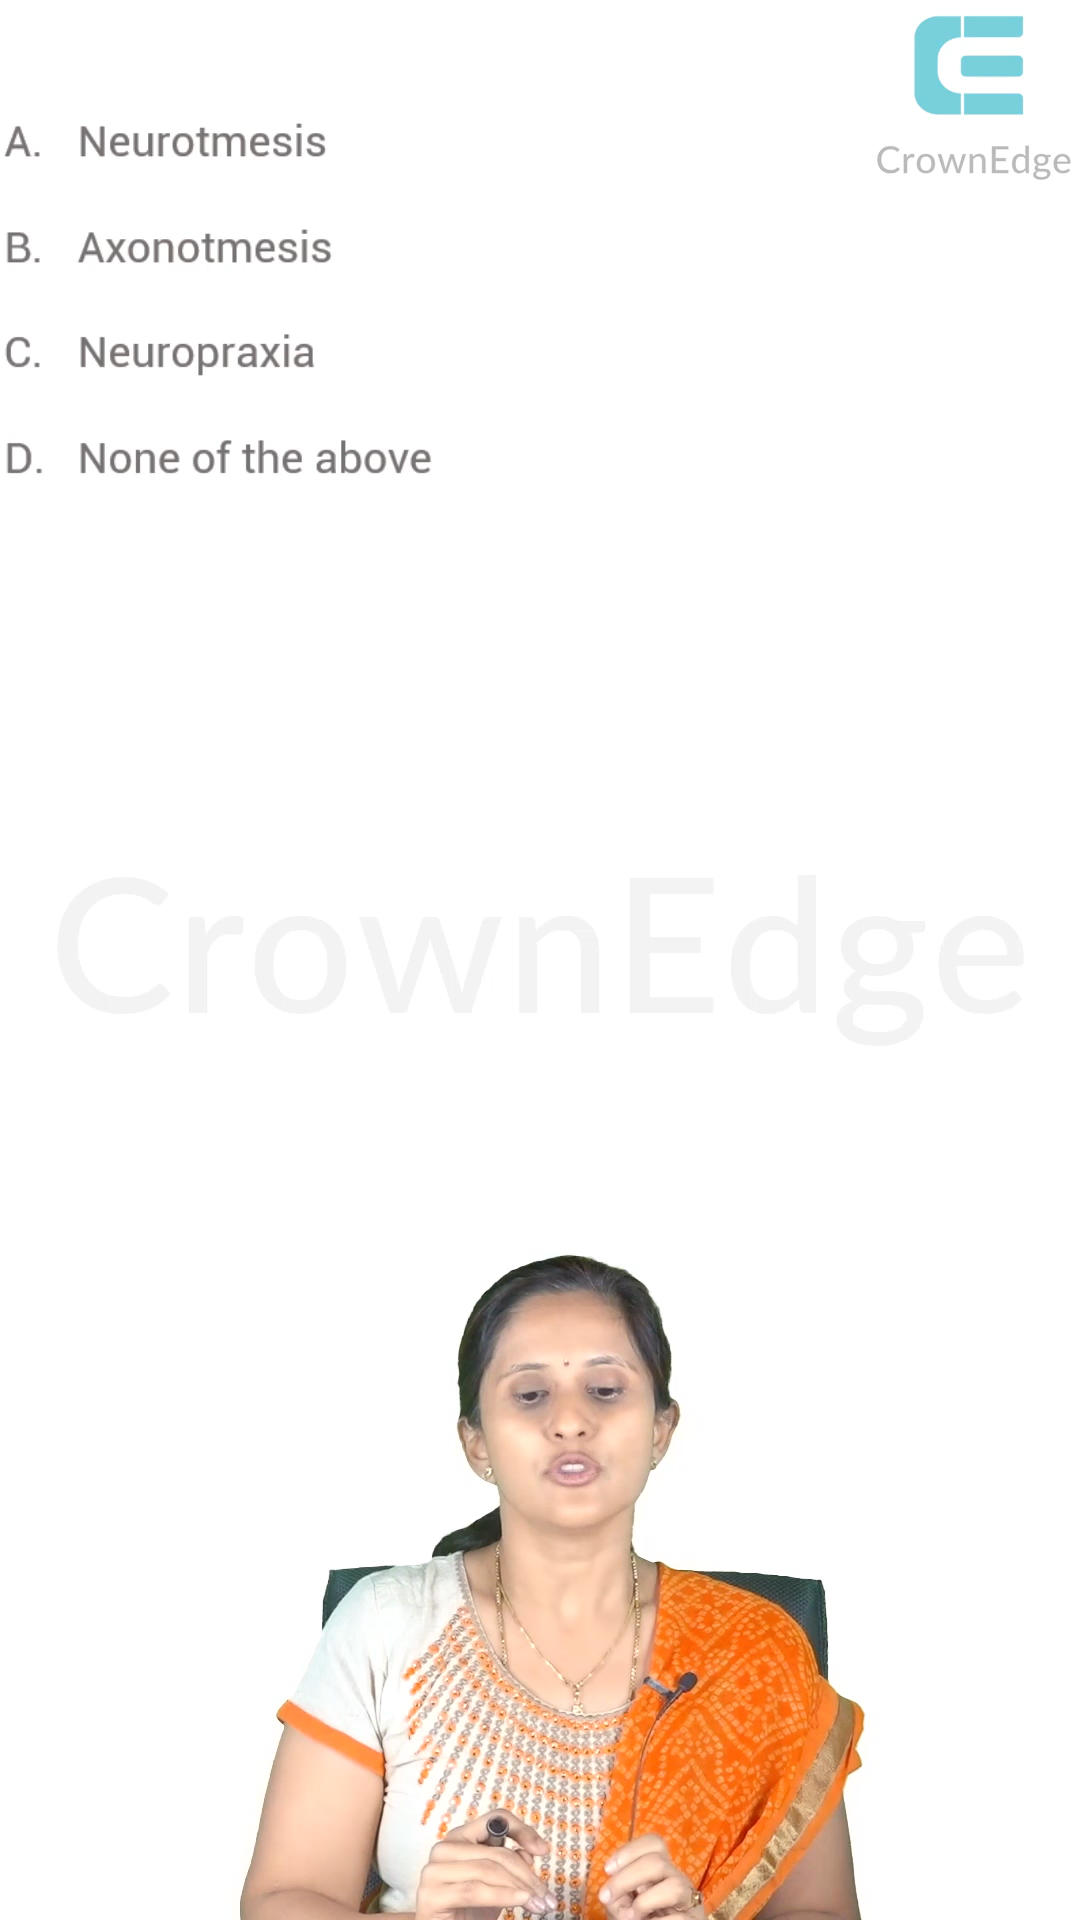 CrownEdge
A. Neurotmesis
B. Axonotmesis
C. Neuropraxia
D. None of the above
CrownEdge